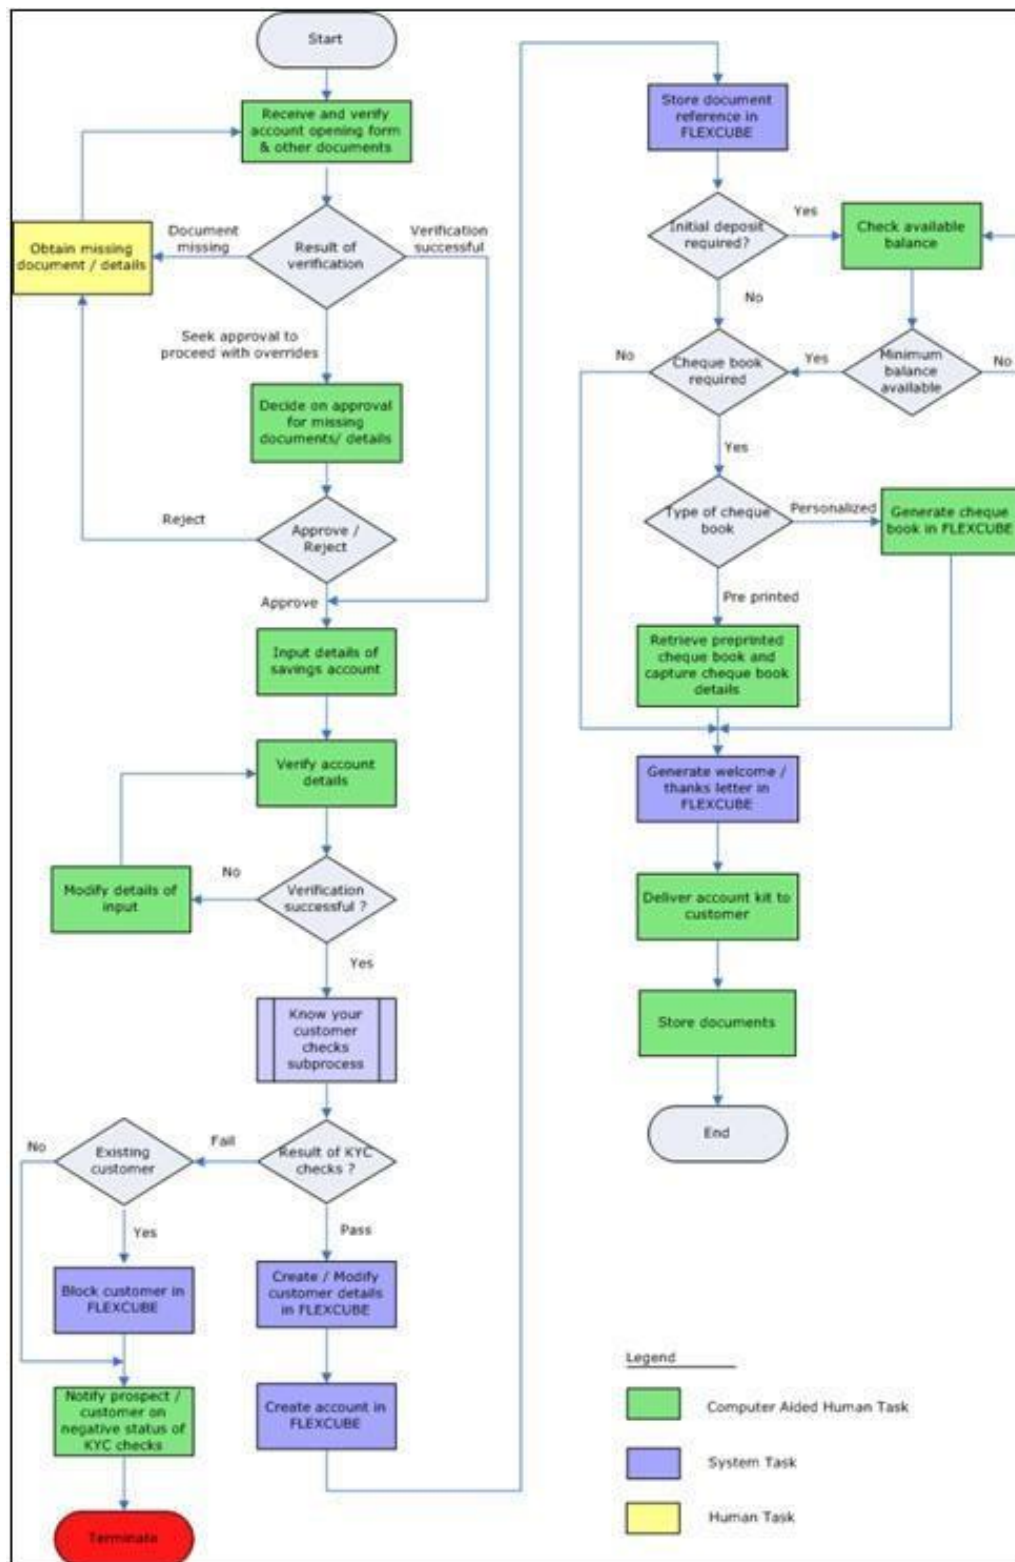 Start
Receive and verify
account opening form
& other documents
Document
missing
Verification
successful
Obtain missing
document / details
Result of
verification
Seek approval to
proceed with overrides
Decide on approval
for missing
documents/ details
Reject
Approve /
Reject
Approve
Input details of
savings account
Verify account
details
No
Modify details of
input
Verification
successful ?
Yes
Know your
customer
checks
subprocess
No
Existing
customer
Fail
Result of KYC
checks ?
Yes
Pass
Block customer in
FLEXCUBE
Create / Modify
customer details
in FLEXCUBE
Notify prospect /
customer on
negative status of
KYC checks
Create account in
FLEXCUBE
Terminate
Store document
reference in
FLEXCUBE
Initial deposit
required?
Yes
Check available
balance
No
No
Cheque book
required
Yes
Minimum
balance
available
No
Yes
Type of cheque
book
Personalized
Generate cheque
book in FLEXCUBE
Pre printed
Retrieve preprinted
cheque book and
capture cheque book
details
Generate welcome /
thanks letter in
FLEXCUBE
Deliver account kit to
customer
Store documents
End
Legend
Computer Aided Human Task
System Task
Human Task